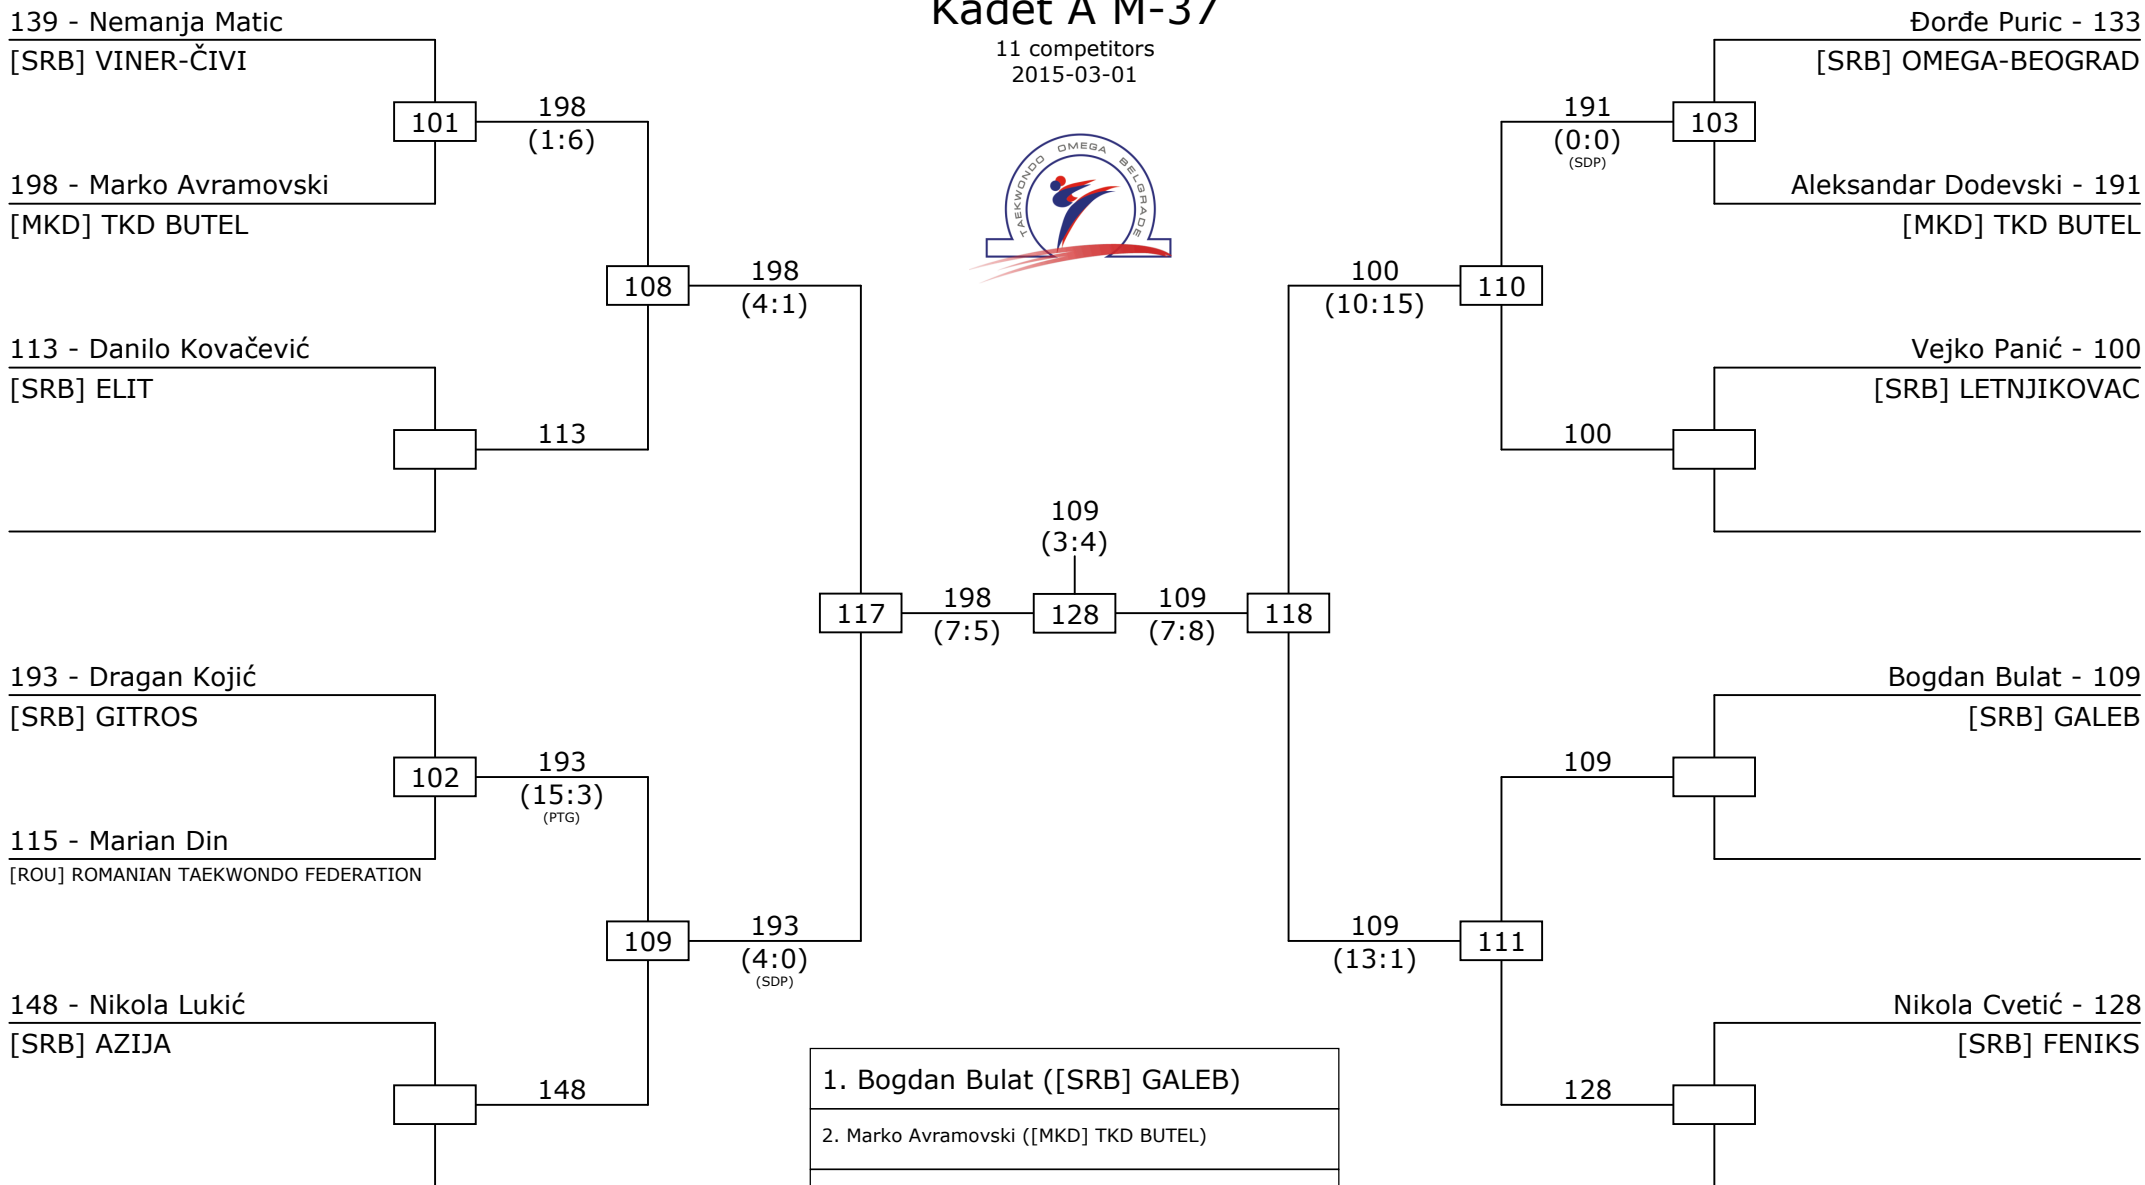 Kadet A M-37
11 competitors
2015-03-01
TAEKWONDO OMEGA BELGRADE
139 - Nemanja Matic
[SRB] VINER-ČIVI
101
198
(1:6)
198 - Marko Avramovski
[MKD] TKD BUTEL
108
198
(4:1)
113 - Danilo Kovačević
[SRB] ELIT
113
117
198
(7:5)
193 - Dragan Kojić
[SRB] GITROS
102
193
(15:3)
(PTG)
115 - Marian Din
[ROU] ROMANIAN TAEKWONDO FEDERATION
109
193
(4:0)
(SDP)
148 - Nikola Lukić
[SRB] AZIJA
148
109
(3:4)
128
Đorđe Puric - 133
[SRB] OMEGA-BEOGRAD
191
(0:0)
(SDP)
103
Aleksandar Dodevski - 191
[MKD] TKD BUTEL
100
(10:15)
110
Vejko Panić - 100
[SRB] LETNJIKOVAC
100
109
(7:8)
118
Bogdan Bulat - 109
[SRB] GALEB
109
109
(13:1)
111
Nikola Cvetić - 128
[SRB] FENIKS
128
1. Bogdan Bulat ([SRB] GALEB)
2. Marko Avramovski ([MKD] TKD BUTEL)